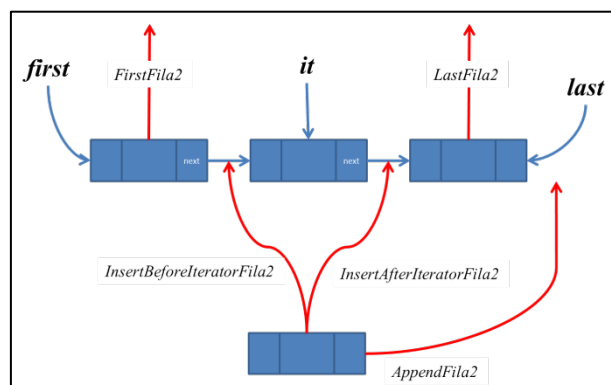 first
FirstFila2
it
LastFila2
last
next
next
InsertBeforeIteratorFila2
InsertAfterIteratorFila2
AppendFila2